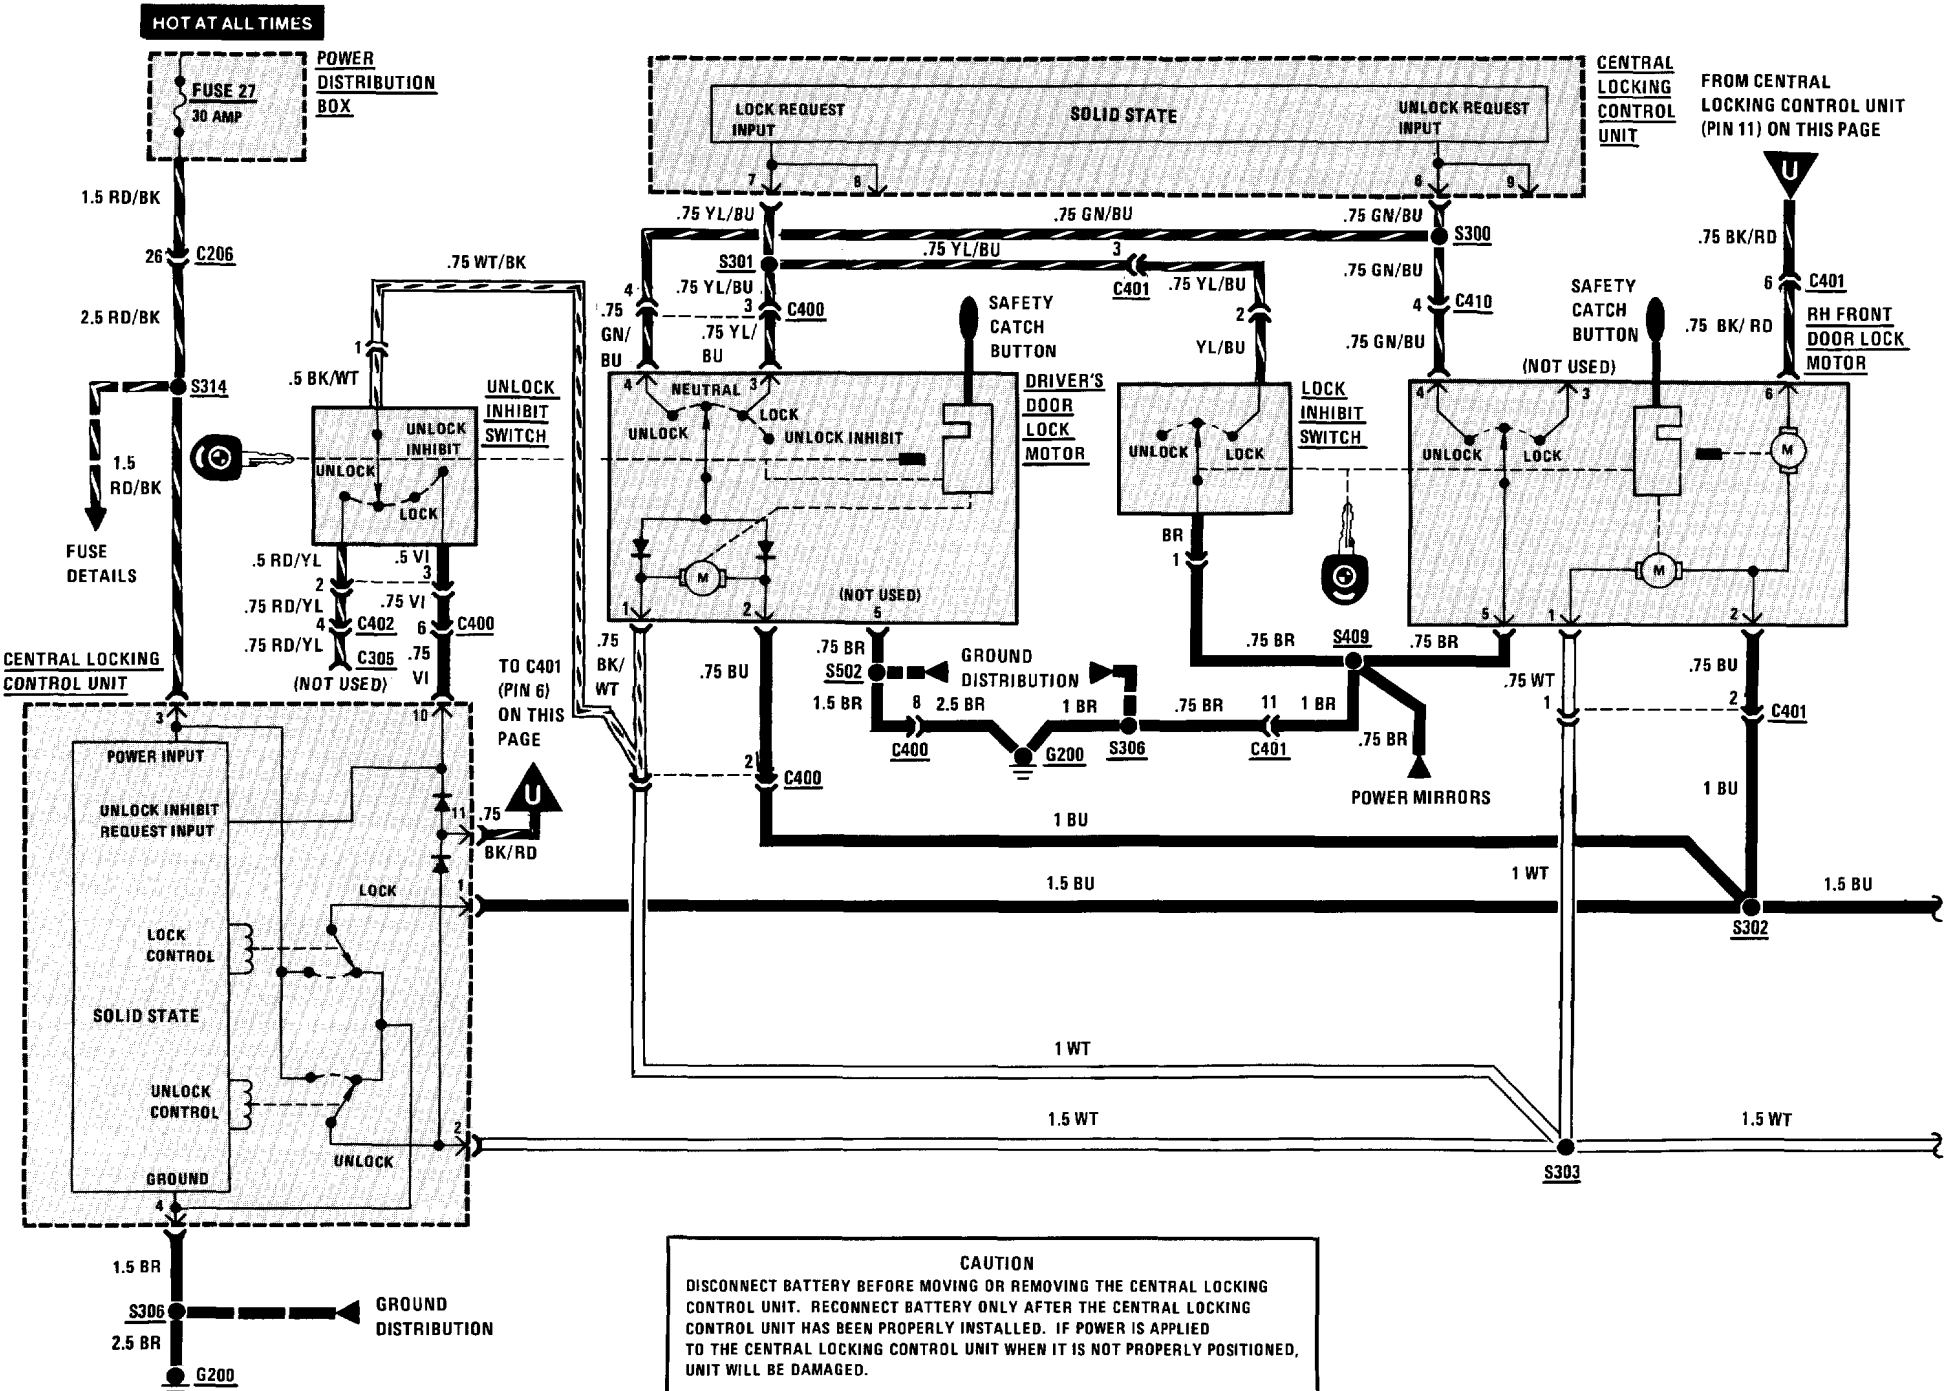 HOT AT ALL TIMES
POWER
DISTRIBUTION
BOX
FUSE 27
30 AMP
1.5 RD/BK
26
C206
2.5 RD/BK
S314
1.5
RD/BK
FUSE
DETAILS
.75 WT/BK
1
.5 BK/WT
UNLOCK
INHIBIT
SWITCH
UNLOCK
INHIBIT
UNLOCK
LOCK
.5 RD/YL
.5 VI
2
3
.75 RD/YL
.75 VI
4
C402
6
C400
.75 RD/YL
C305
.75
VI
(NOT USED)
CENTRAL LOCKING
CONTROL UNIT
3
10
POWER INPUT
UNLOCK INHIBIT
REQUEST INPUT
11
.75
BK/RD
TO C401
(PIN 6)
ON THIS
PAGE
U
LOCK
1
LOCK
CONTROL
SOLID STATE
UNLOCK
CONTROL
2
UNLOCK
GROUND
4
1.5 BR
S306
GROUND
DISTRIBUTION
2.5 BR
G200
CENTRAL
LOCKING
CONTROL
UNIT
LOCK REQUEST
INPUT
SOLID STATE
UNLOCK REQUEST
INPUT
7
8
6
9
.75 YL/BU
.75 GN/BU
.75 GN/BU
S300
S301
.75 YL/BU
3
C401
.75 YL/BU
.75 GN/BU
4
.75
GN/
BU
.75 YL/BU
3
C400
.75 YL/
BU
2
YL/BU
4
C410
.75 GN/BU
SAFETY
CATCH
BUTTON
DRIVER'S
DOOR
LOCK
MOTOR
4
NEUTRAL
3
LOCK
UNLOCK
UNLOCK INHIBIT
M
(NOT USED)
1
2
5
LOCK
INHIBIT
SWITCH
UNLOCK
LOCK
BR
1
FROM CENTRAL
LOCKING CONTROL UNIT
(PIN 11) ON THIS PAGE
U
.75 BK/RD
6
C401
.75 BK/ RD
SAFETY
CATCH
BUTTON
(NOT USED)
RH FRONT
DOOR LOCK
MOTOR
4
3
6
UNLOCK
LOCK
M
M
5
1
2
.75
BK/
WT
.75 BU
.75 BR
S502
GROUND
DISTRIBUTION
1.5 BR
8
C400
2.5 BR
G200
1 BR
S306
.75 BR
11
C401
1 BR
.75 BR
S409
.75 BR
.75 BR
POWER MIRRORS
.75 WT
1
.75 BU
2
C401
2
C400
1 BU
1 BU
1 WT
1.5 BU
1.5 BU
S302
1 WT
1.5 WT
1.5 WT
S303
CAUTION
DISCONNECT BATTERY BEFORE MOVING OR REMOVING THE CENTRAL LOCKING
CONTROL UNIT. RECONNECT BATTERY ONLY AFTER THE CENTRAL LOCKING
CONTROL UNIT HAS BEEN PROPERLY INSTALLED. IF POWER IS APPLIED
TO THE CENTRAL LOCKING CONTROL UNIT WHEN IT IS NOT PROPERLY POSITIONED,
UNIT WILL BE DAMAGED.